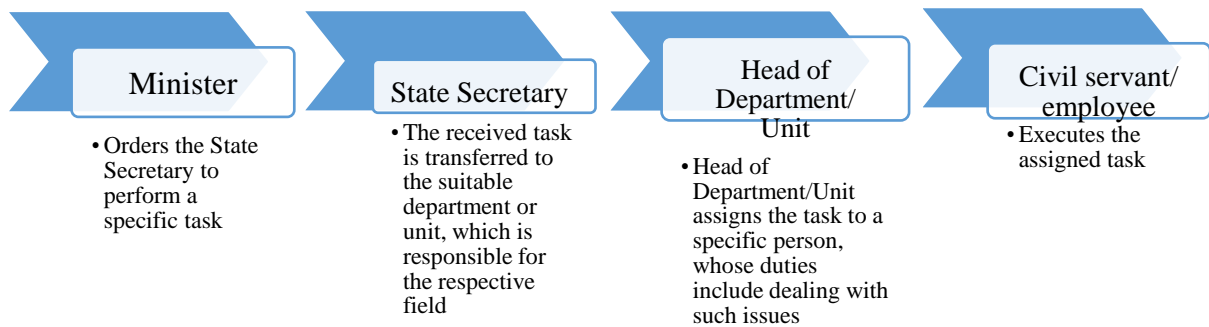 Minister
• Orders the State
Secretary to
perform a
specific task
State Secretary
• The received task
is transferred to
the suitable
department or
unit, which is
responsible for
the respective
field
Head of
Department/
Unit
• Head of
Department/Unit
assigns the task to a
specific person,
whose duties
include dealing with
such issues
Civil servant/
employee
• Executes the
assigned task